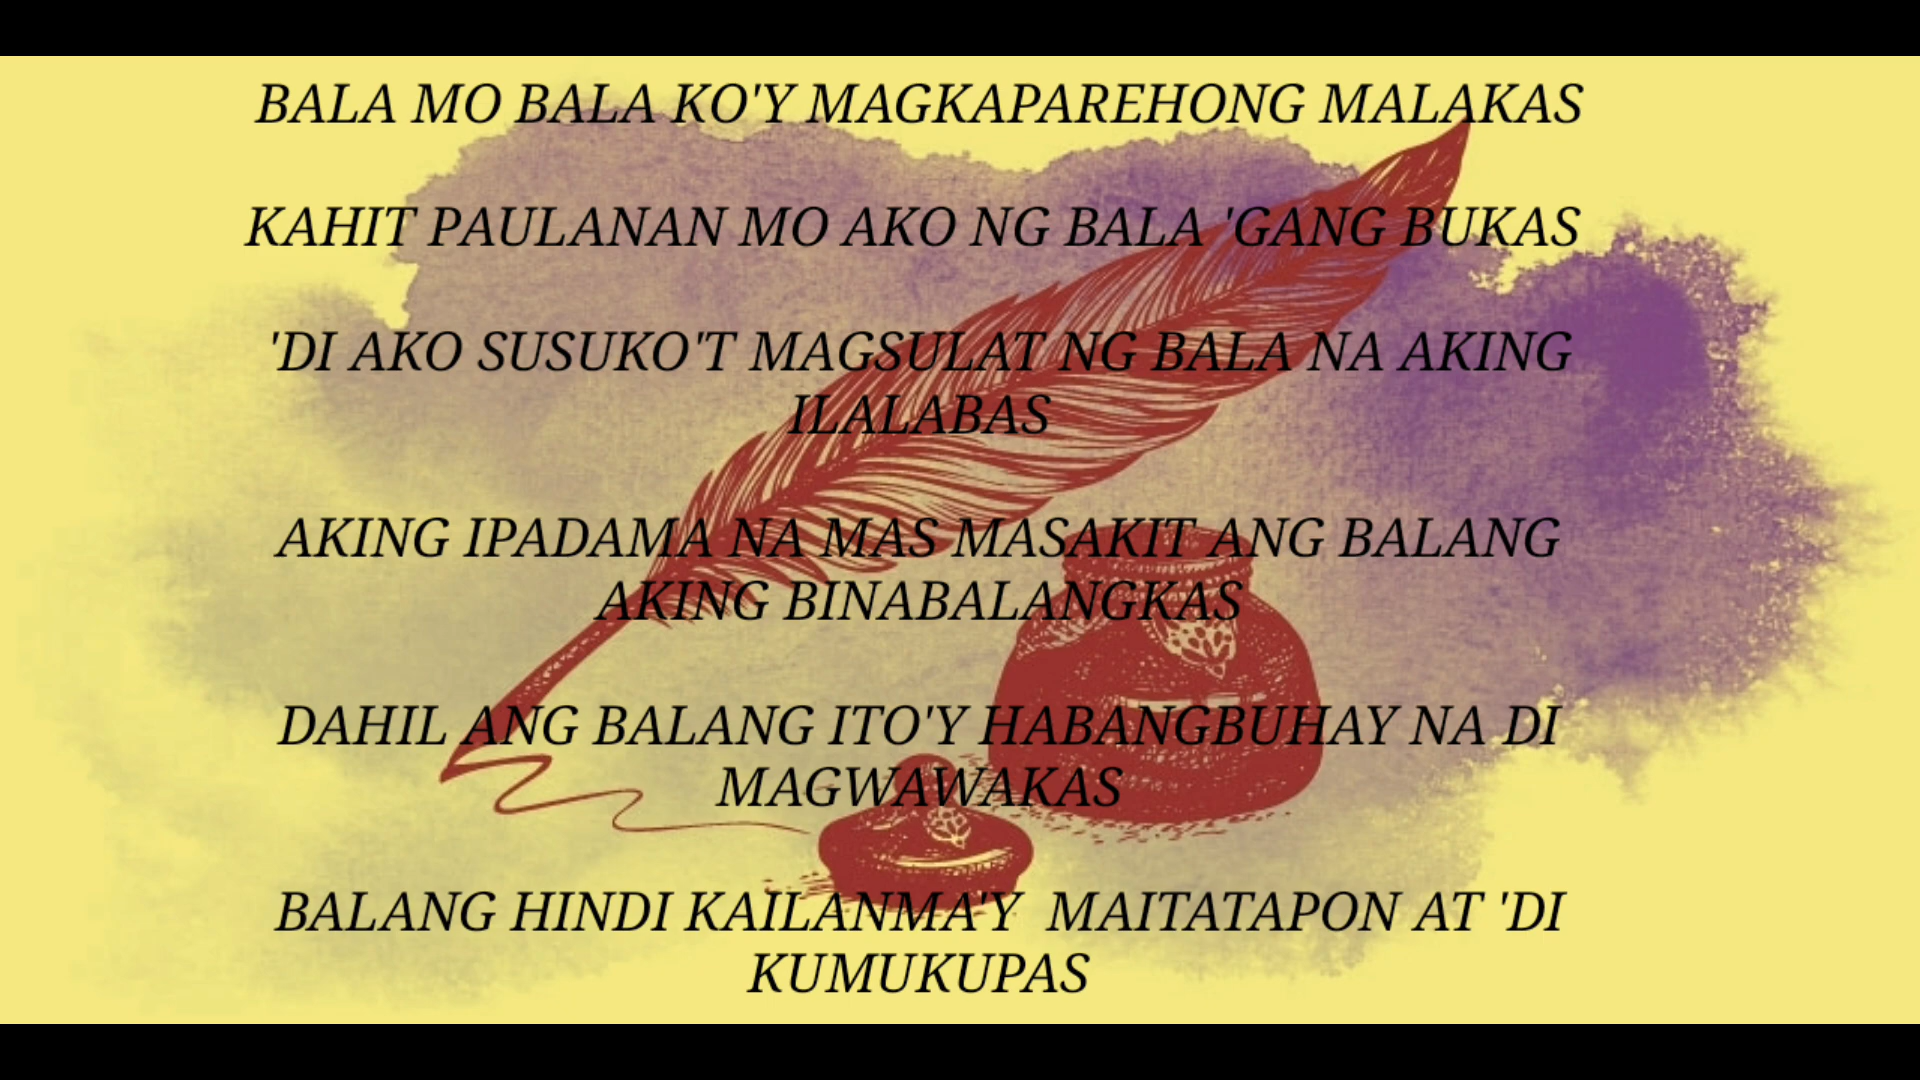 BALA MO BALA KO'Y MAGKAPAREHONG MALAKAS
KAHIT PAULANAN MO AKO NG BALA 'GANG BUKAS
'DI AKO SUSUKO'T MAGSULAT NG BALA NA AKING
ILALABAS
AKING IPADAMA NA MAS MASAKIT ANG BALANG
AKING BINABALANGKAS
DAHIL ANG BALANG ITO'Y HABANGBUHAY NA DI
MAGWAWAKAS
BALANG HINDI KAILANMA'Y MAITATAPON AT 'DI
KUMUKUPAS